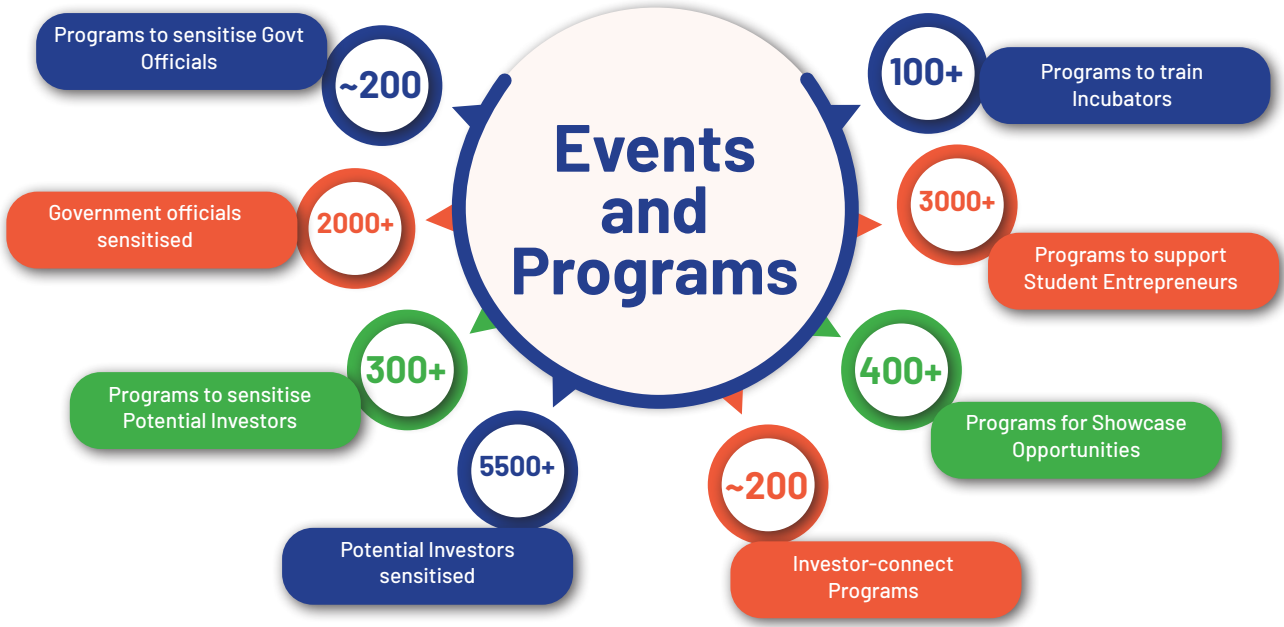 Events
and
Programs
Programs to sensitise Govt
Officials
~200
Government officials
sensitised
2000+
Programs to sensitise
Potential Investors
300+
5500+
Potential Investors
sensitised
100+
Programs to train
Incubators
3000+
Programs to support
Student Entrepreneurs
400+
Programs for Showcase
Opportunities
~200
Investor-connect
Programs